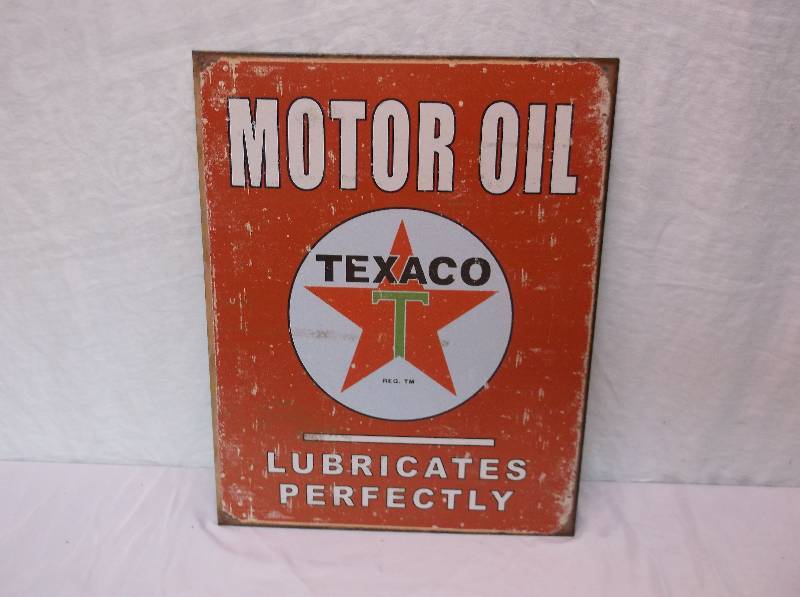 MOTOR OIL
TEXACO
T
REG. TM
LUBRICATES
PERFECTLY